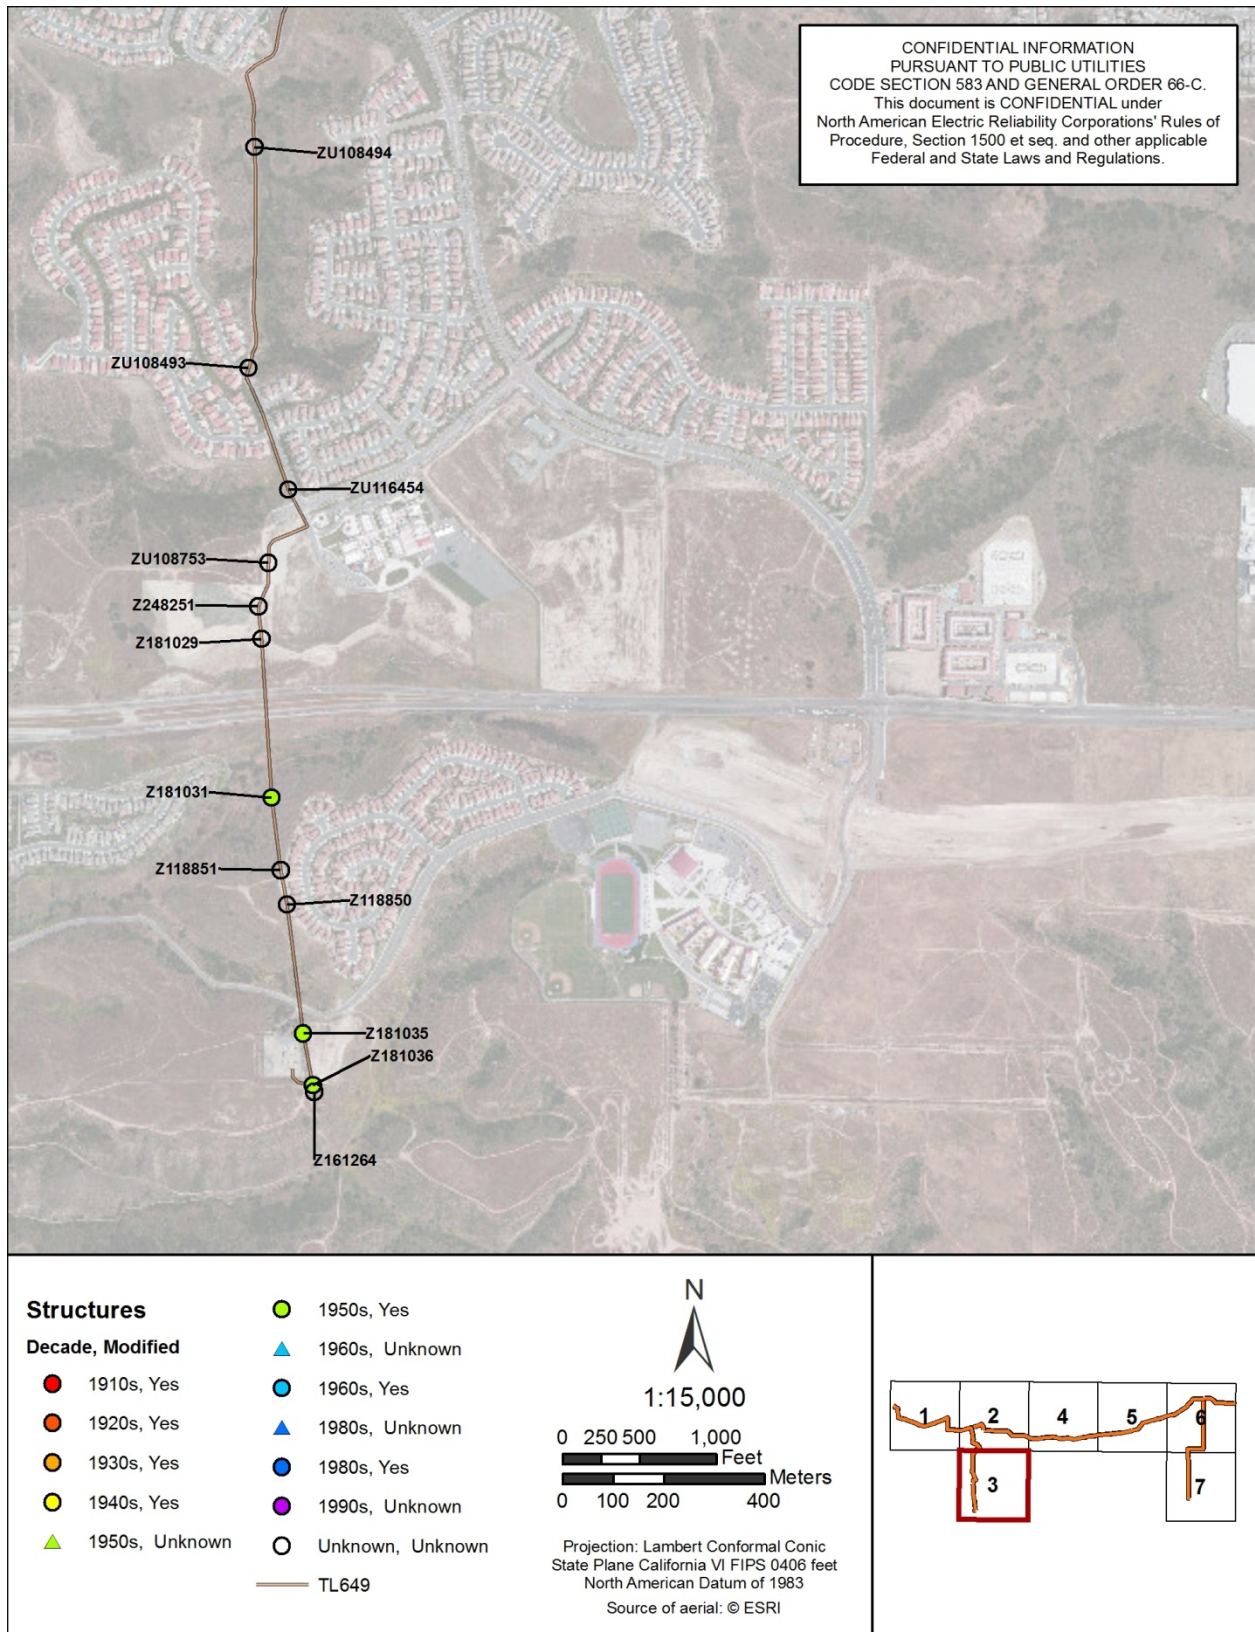 CONFIDENTIAL INFORMATION
PURSUANT TO PUBLIC UTILITIES
CODE SECTION 583 AND GENERAL ORDER 66-C.
This document is CONFIDENTIAL under
North American Electric Reliability Corporations' Rules of
Procedure, Section 1500 et seq. and other applicable
Federal and State Laws and Regulations.
ZU108494
ZU108493
ZU116454
ZU108753
Z248251
Z181029
Z181031
Z118851
Z118850
Z181035
Z181036
Z161264
Structures
Decade, Modified
1910s, Yes
1920s, Yes
1930s, Yes
1940s, Yes
1950s, Unknown
1950s, Yes
1960s, Unknown
1960s, Yes
1980s, Unknown
1980s, Yes
1990s, Unknown
Unknown, Unknown
TL649
N
1:15,000
0 250 500 1,000
Feet
Meters
0 100 200 400
Projection: Lambert Conformal Conic
State Plane California VI FIPS 0406 feet
North American Datum of 1983
Source of aerial: © ESRI
1 2 4 5 6
3 7